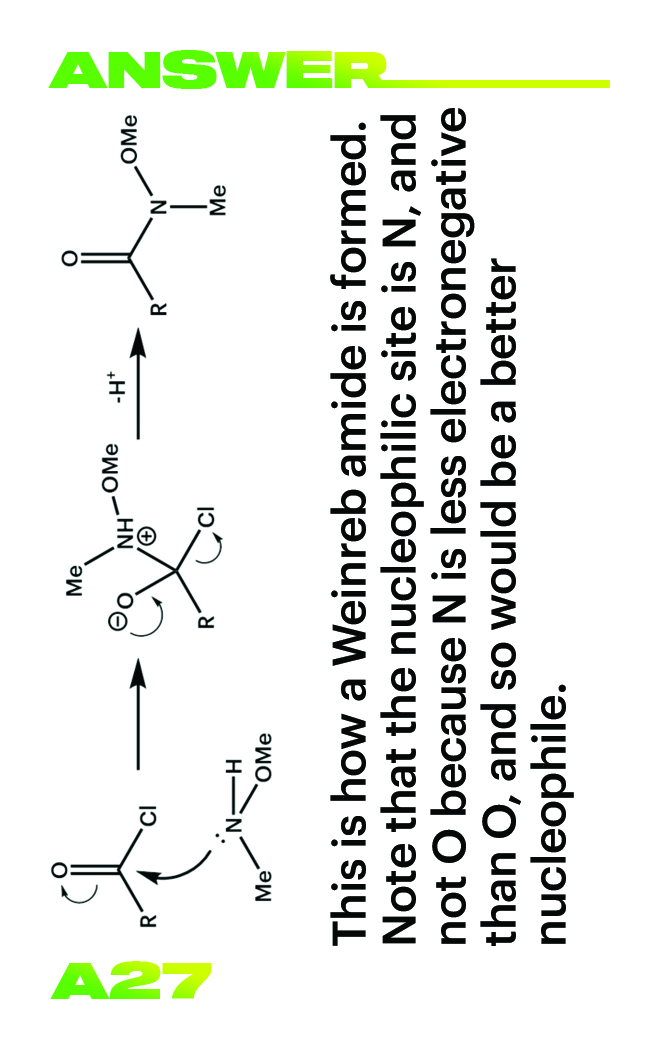 ANSWER
A27
O
R
Cl
Me
N
H
OMe
Me
NH
OMe
O
R
Cl
-H+
O
R
N
OMe
Me
This is how a Weinreb amide is formed.
Note that the nucleophilic site is N, and
not O because N is less electronegative
than O, and so would be a better
nucleophile.